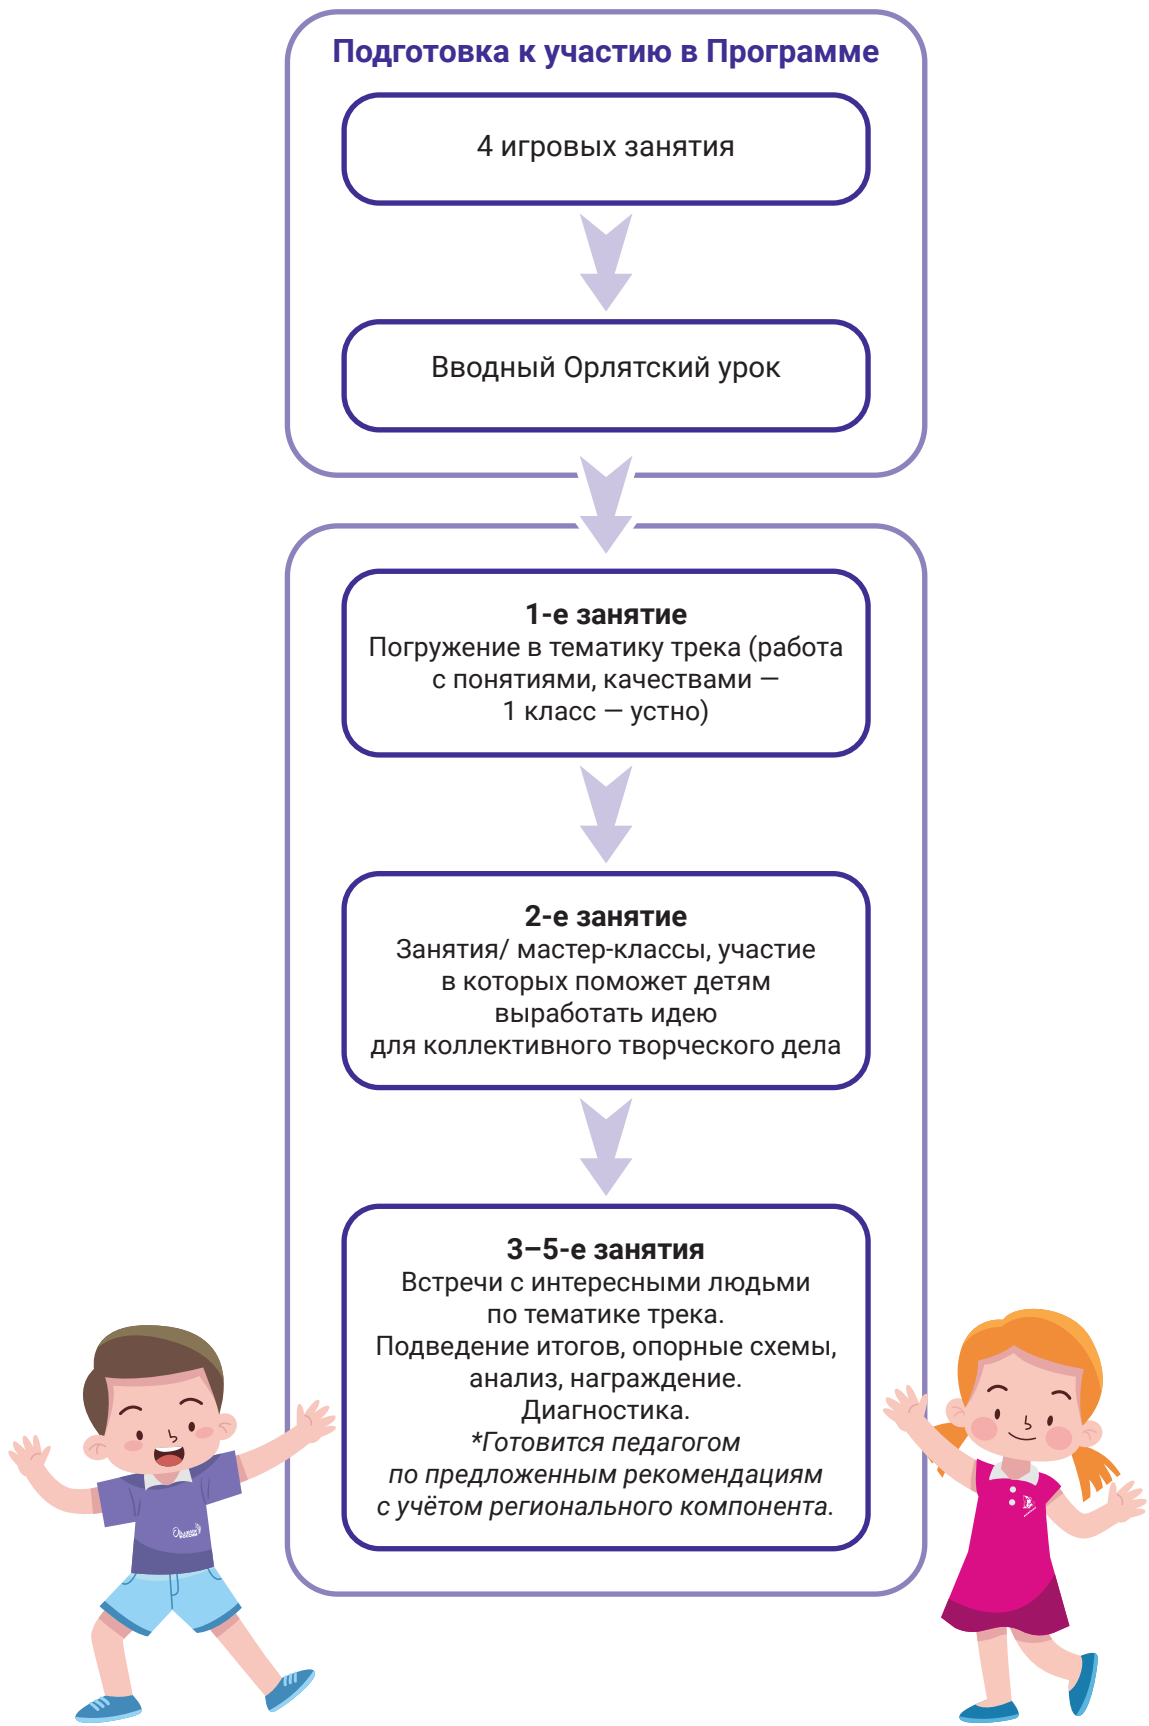 Подготовка к участию в Программе
4 игровых занятия
Вводный Орлятский урок
1-е занятие
Погружение в тематику трека (работа
с понятиями, качествами —
1 класс — устно)
2-е занятие
Занятия/ мастер-классы, участие
в которых поможет детям
выработать идею
для коллективного творческого дела
3–5-е занятия
Встречи с интересными людьми
по тематике трека.
Подведение итогов, опорные схемы,
анализ, награждение.
Диагностика.
*Готовится педагогом
по предложенным рекомендациям
с учётом регионального компонента.